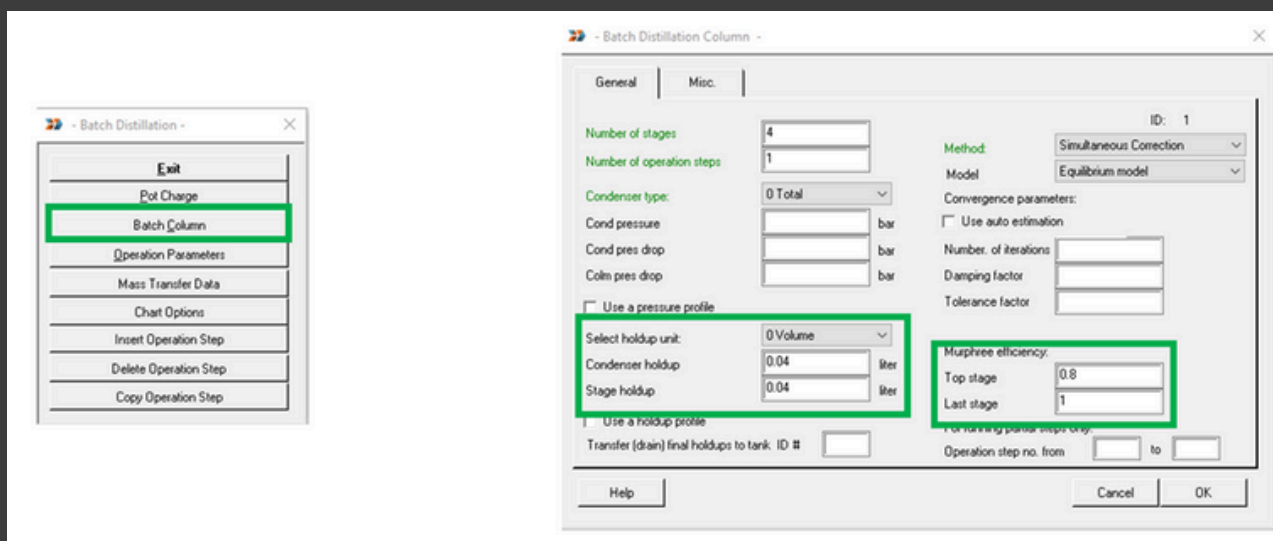 - Batch Distillation -
Exit
Pot Charge
Batch Column
Operation Parameters
Mass Transfer Data
Chart Options
Insert Operation Step
Delete Operation Step
Copy Operation Step
- Batch Distillation Column -
General Misc.
ID: 1
Number of stages 4
Number of operation steps 1
Condenser type: 0 Total
Cond pressure bar
Cond pres drop bar
Colm pres drop bar
Use a pressure profile
Select holdup unit: 0 Volume
Condenser holdup 0.04 liter
Stage holdup 0.04 liter
Use a holdup profile
Transfer (drain) final holdups to tank ID #
Method: Simultaneous Correction
Model Equilibrium model
Convergence parameters:
Use auto estimation
Number. of iterations
Damping factor
Tolerance factor
Murphree efficiency:
Top stage 0.8
Last stage 1
For running partial steps only:
Operation step no. from to
Help Cancel OK